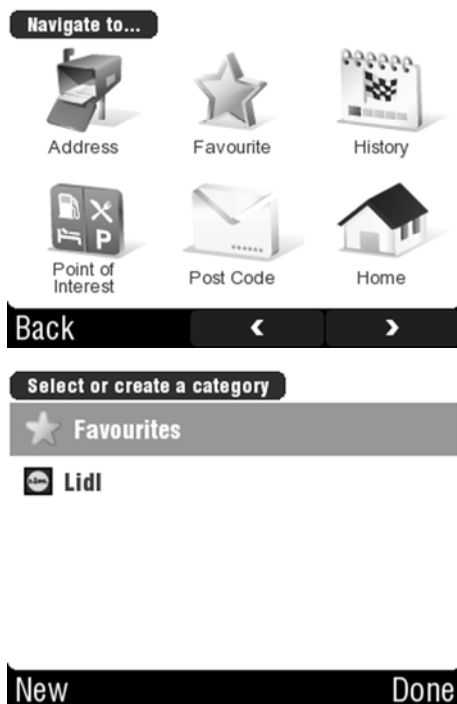 Navigate to...
Address
Favourite
History
P
Point of
Interest
Post Code
Home
Back
Select or create a category
Favourites
Lidl
New
Done